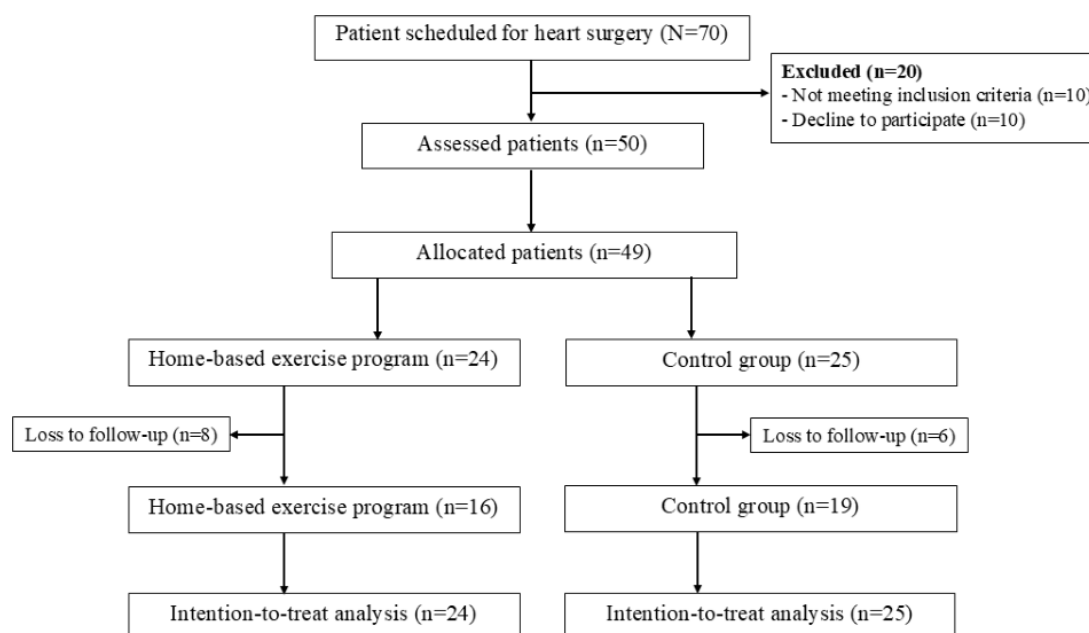 Patient scheduled for heart surgery (N=70)
Excluded (n=20)
- Not meeting inclusion criteria (n=10)
- Decline to participate (n=10)
Assessed patients (n=50)
Allocated patients (n=49)
Home-based exercise program (n=24)
Control group (n=25)
Loss to follow-up (n=8)
Loss to follow-up (n=6)
Home-based exercise program (n=16)
Control group (n=19)
Intention-to-treat analysis (n=24)
Intention-to-treat analysis (n=25)